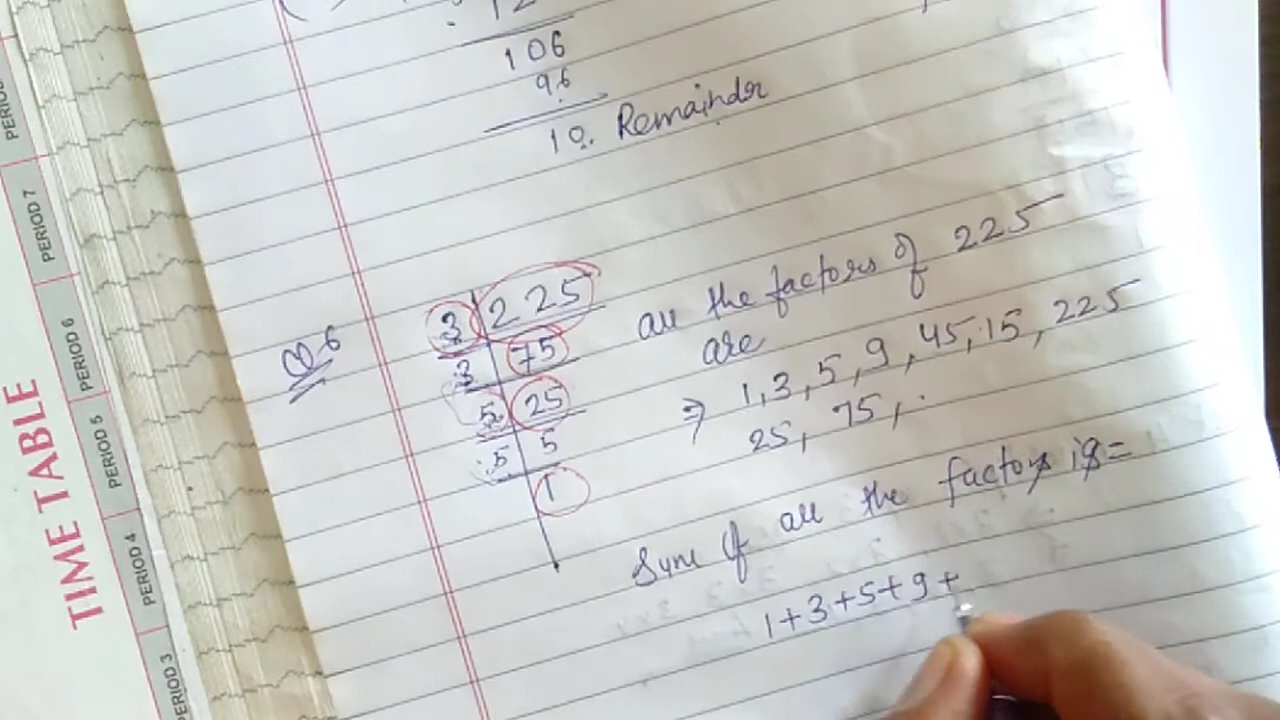 106
96
10. Remainder
Q.6
3 225
3 75
5 25
5 5
1
all the factors of 225
are
⇒ 1, 3, 5, 9, 45, 15, 225
25, 75,
Sum of all the factors is =
1+3+5+9+
TIME TABLE
PERIOD 7
PERIOD 6
PERIOD 5
PERIOD 4
PERIOD 3